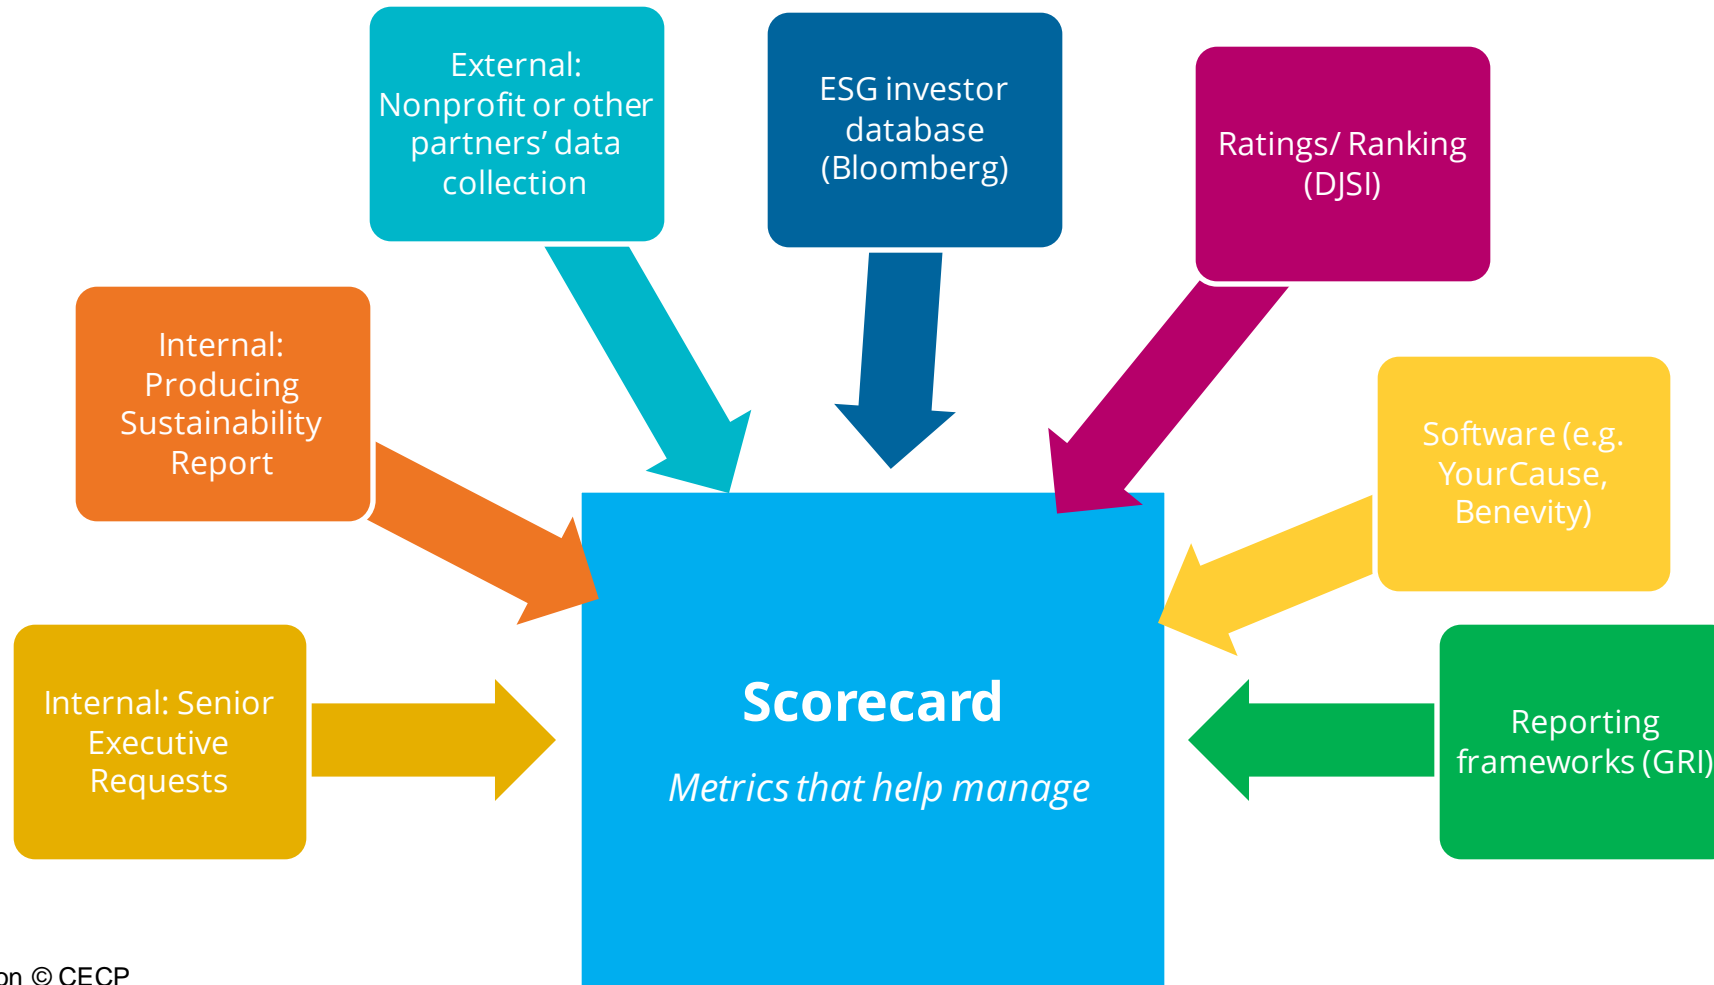 External:
Nonprofit or other
partners’ data
collection
ESG investor
database
(Bloomberg)
Ratings/ Ranking
(DJSI)
Internal:
Producing
Sustainability
Report
Software (e.g.
YourCause,
Benevity)
Internal: Senior
Executive
Requests
Scorecard
Metrics that help manage
Reporting
frameworks (GRI)
© CECP